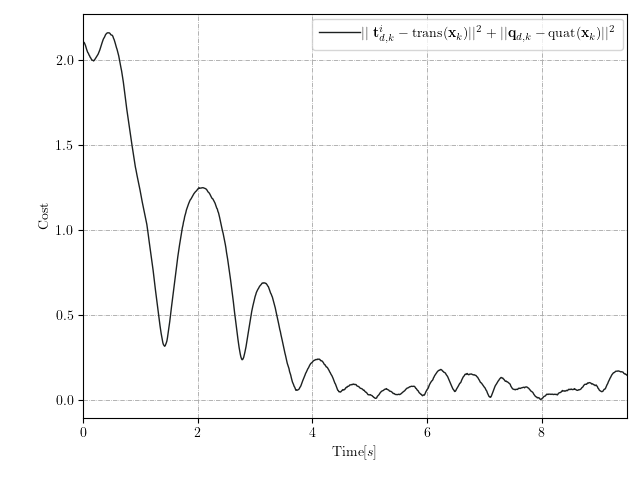 || t^i_{d,k} − trans(x_k)||^2 + ||q_{d,k} − quat(x_k)||^2
2.0
1.5
1.0
0.5
0.0
Cost
0 2 4 6 8
Time[s]